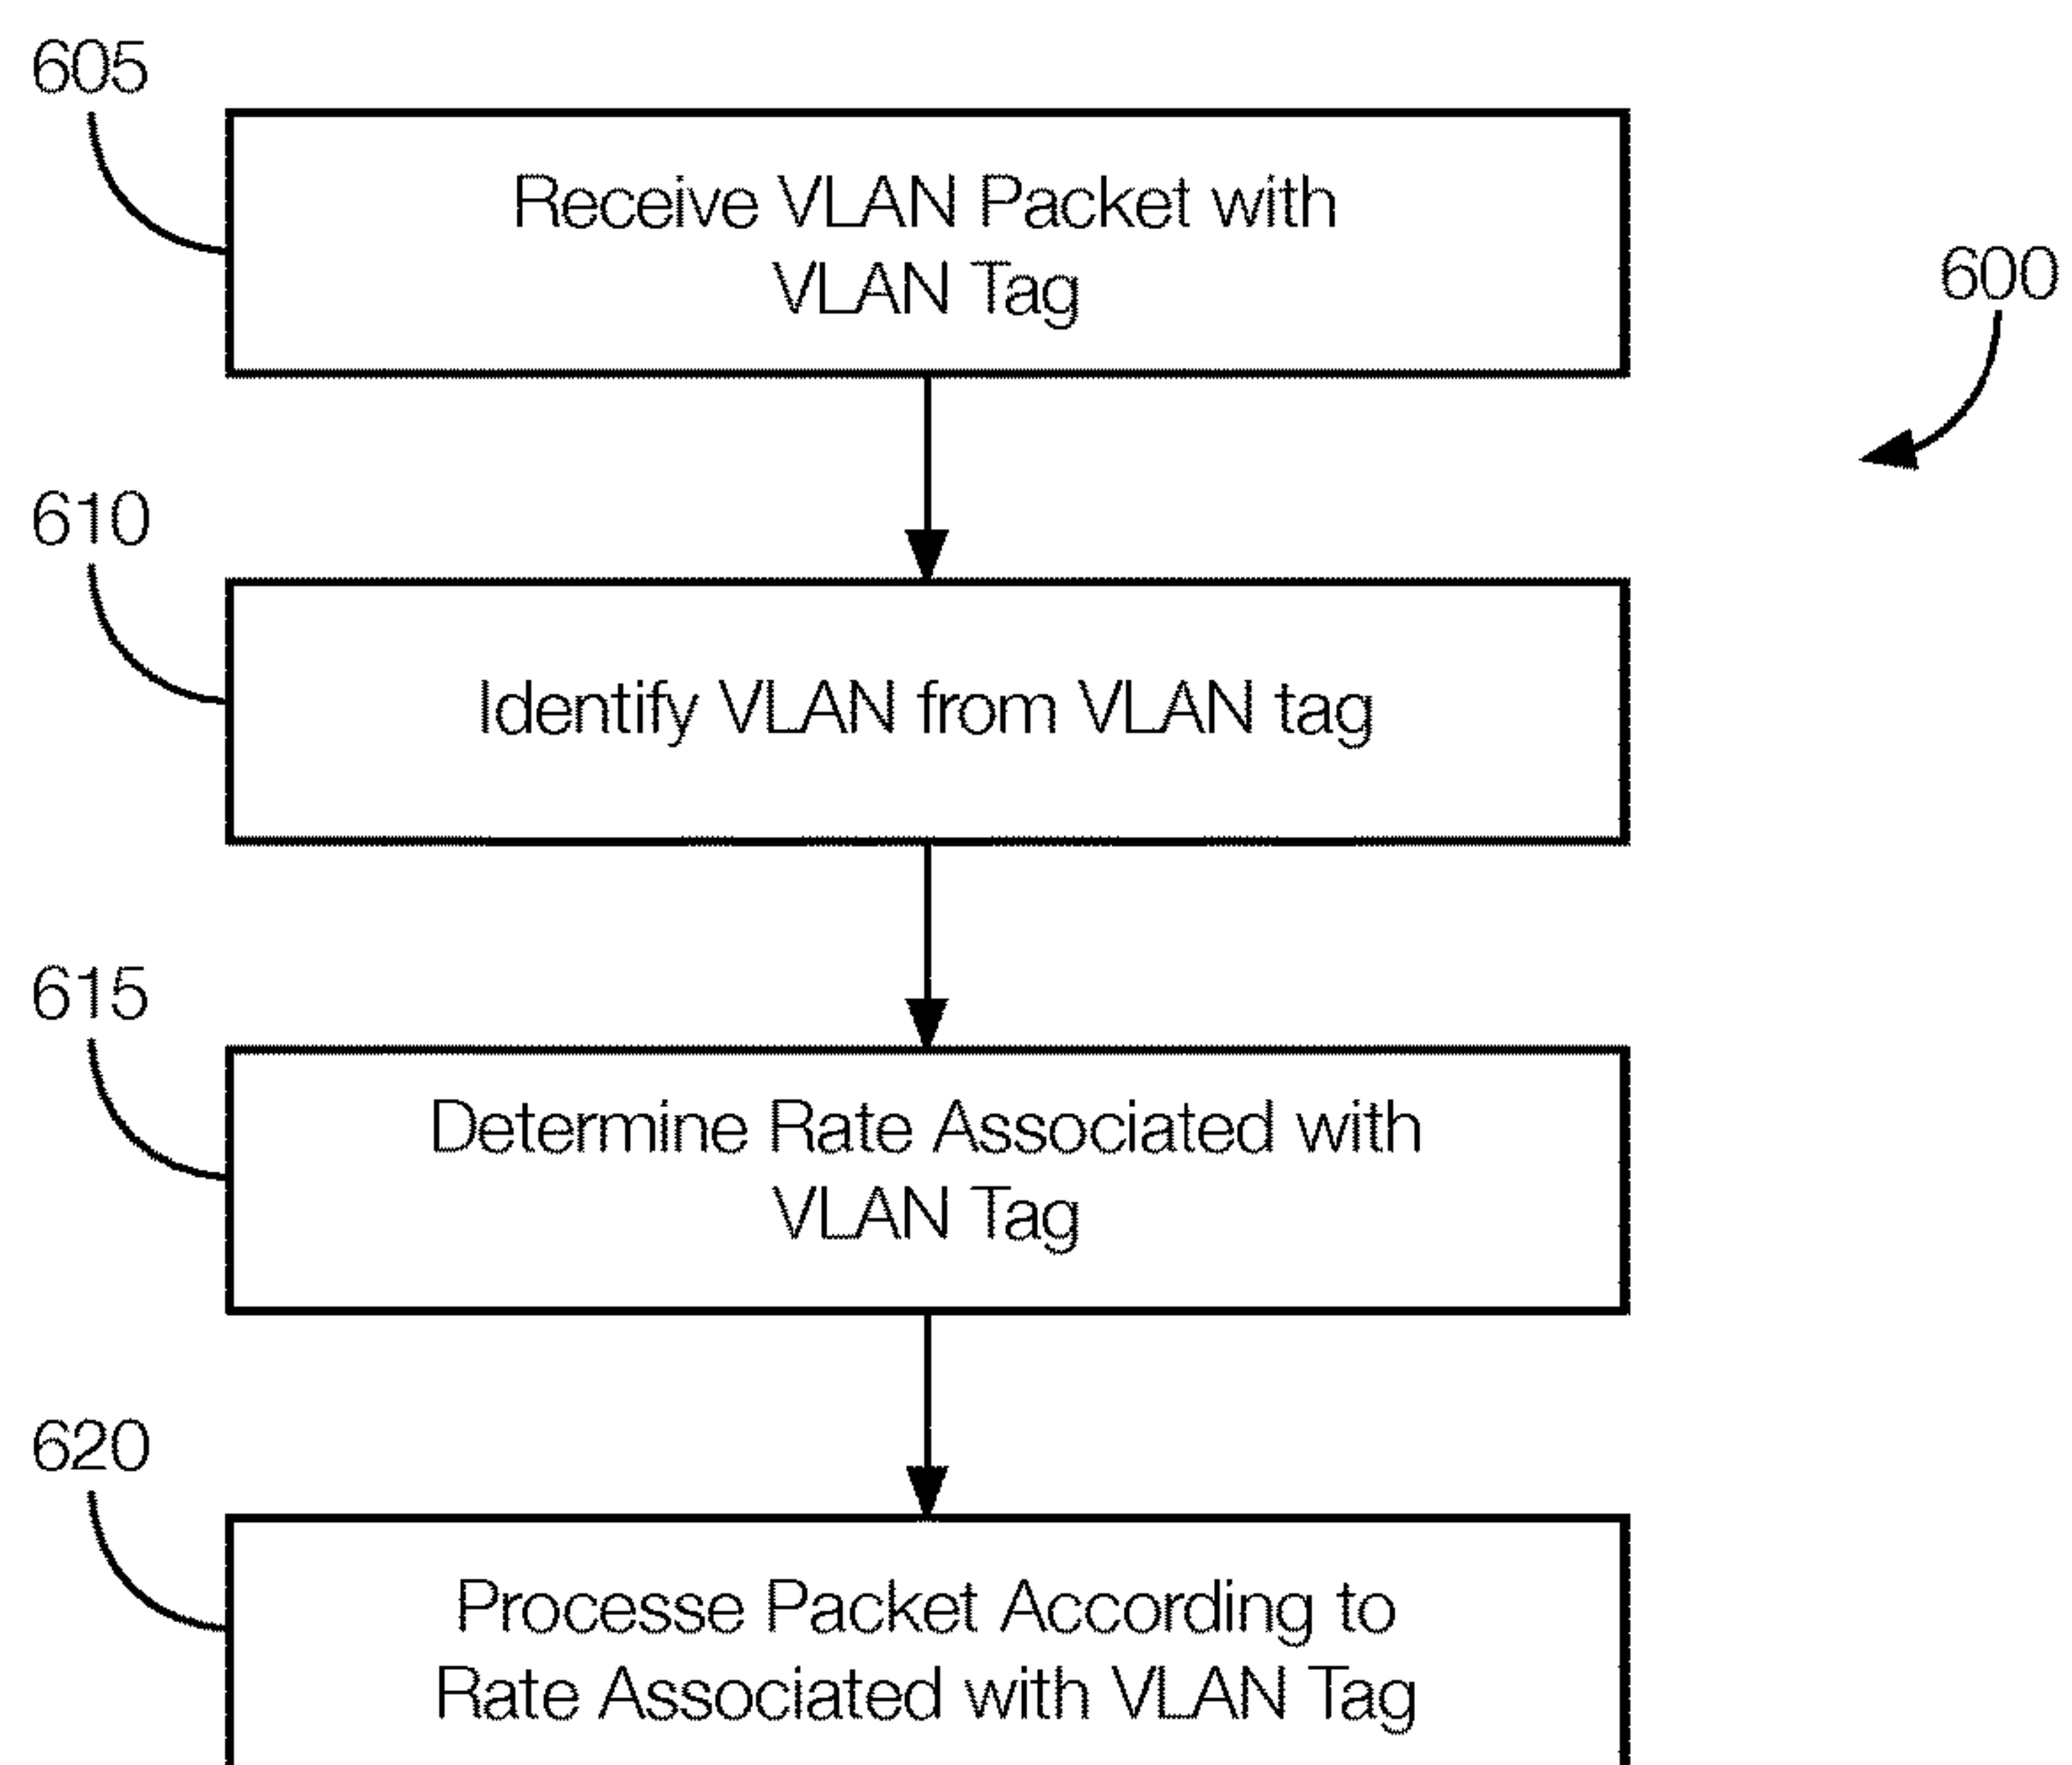 605
Receive VLAN Packet with
VLAN Tag
600
610
Identify VLAN from VLAN tag
615
Determine Rate Associated with
VLAN Tag
620
Processe Packet According to
Rate Associated with VLAN Tag